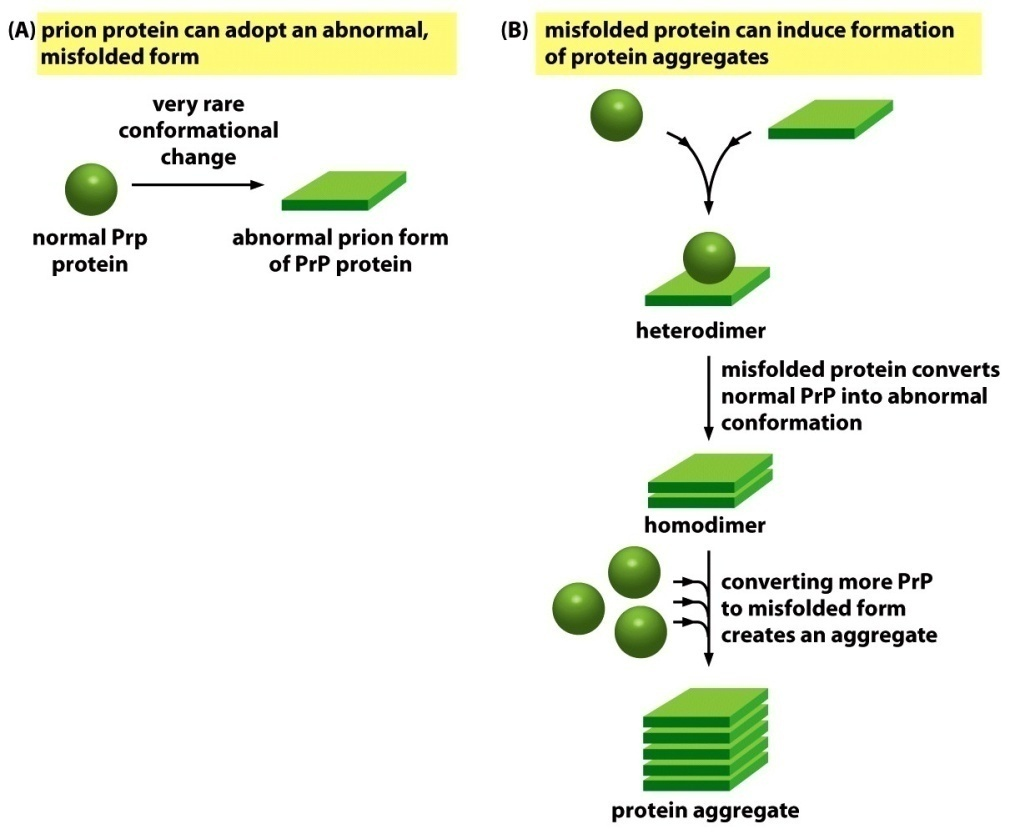 (A) prion protein can adopt an abnormal,
misfolded form
very rare
conformational
change
normal Prp
protein
abnormal prion form
of PrP protein
(B) misfolded protein can induce formation
of protein aggregates
heterodimer
misfolded protein converts
normal PrP into abnormal
conformation
homodimer
converting more PrP
to misfolded form
creates an aggregate
protein aggregate